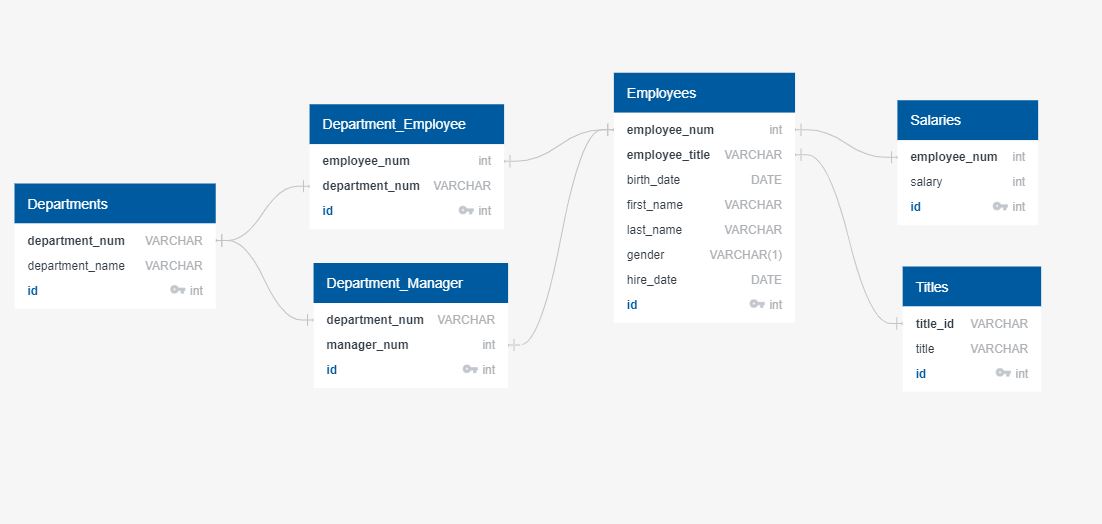 Departments
department_num VARCHAR
department_name VARCHAR
id int
Department_Employee
employee_num int
department_num VARCHAR
id int
Department_Manager
department_num VARCHAR
manager_num int
id int
Employees
employee_num int
employee_title VARCHAR
birth_date DATE
first_name VARCHAR
last_name VARCHAR
gender VARCHAR(1)
hire_date DATE
id int
Salaries
employee_num int
salary int
id int
Titles
title_id VARCHAR
title VARCHAR
id int